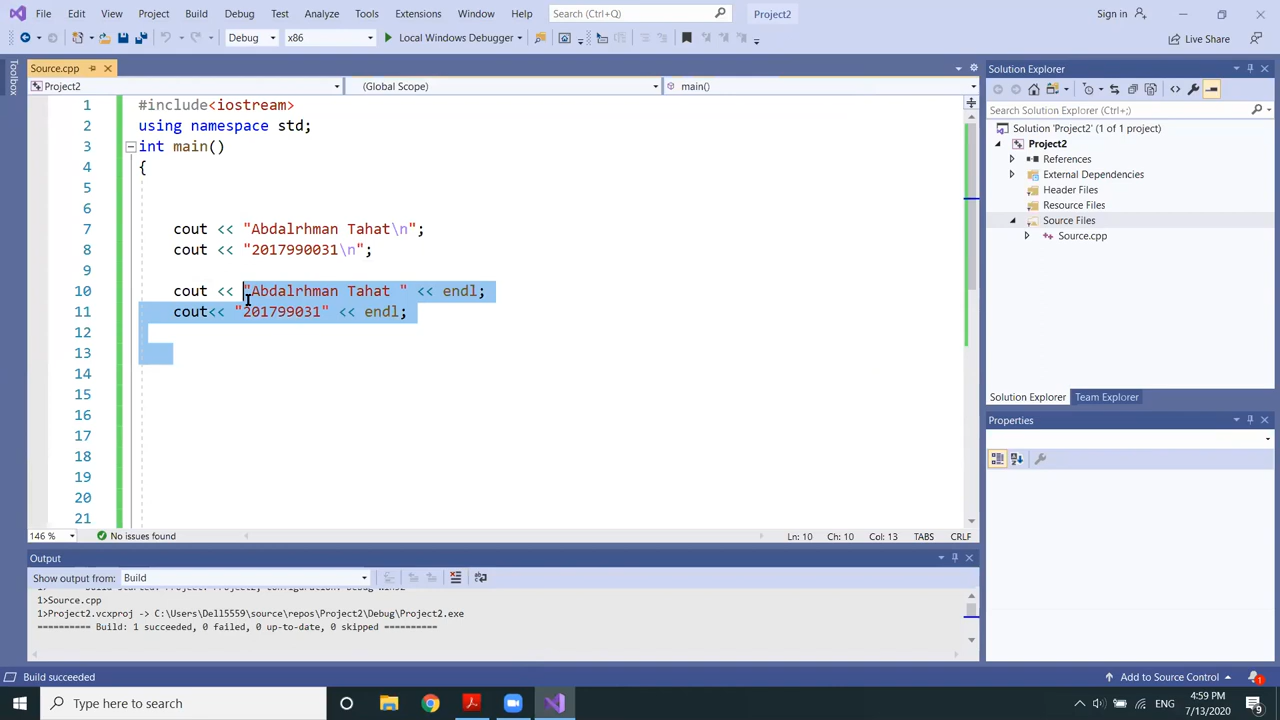 File Edit View Project Build Debug Test Analyze Tools Extensions Window Help Search (Ctrl+Q) Project2 Sign in
Debug x86 Local Windows Debugger Live Share
Toolbox
Source.cpp
Project2 (Global Scope) main()
1 #include<iostream>
2 using namespace std;
3 int main()
4 {
5
6
7 cout << "Abdalrhman Tahat\n";
8 cout << "2017990031\n";
9
10 cout << "Abdalrhman Tahat " << endl;
11 cout<< "201799031" << endl;
12
13
14
15
16
17
18
19
20
21
146 % No issues found Ln: 10 Ch: 10 Col: 13 TABS CRLF
Output
Show output from: Build
1>Source.cpp
1>Project2.vcxproj -> C:\Users\Dell5559\source\repos\Project2\Debug\Project2.exe
========== Build: 1 succeeded, 0 failed, 0 up-to-date, 0 skipped ==========
Solution Explorer
Search Solution Explorer (Ctrl+;)
Solution 'Project2' (1 of 1 project)
Project2
References
External Dependencies
Header Files
Resource Files
Source Files
Source.cpp
Solution Explorer Team Explorer
Properties
Build succeeded Add to Source Control 1
Type here to search
4:59 PM
7/13/2020
9